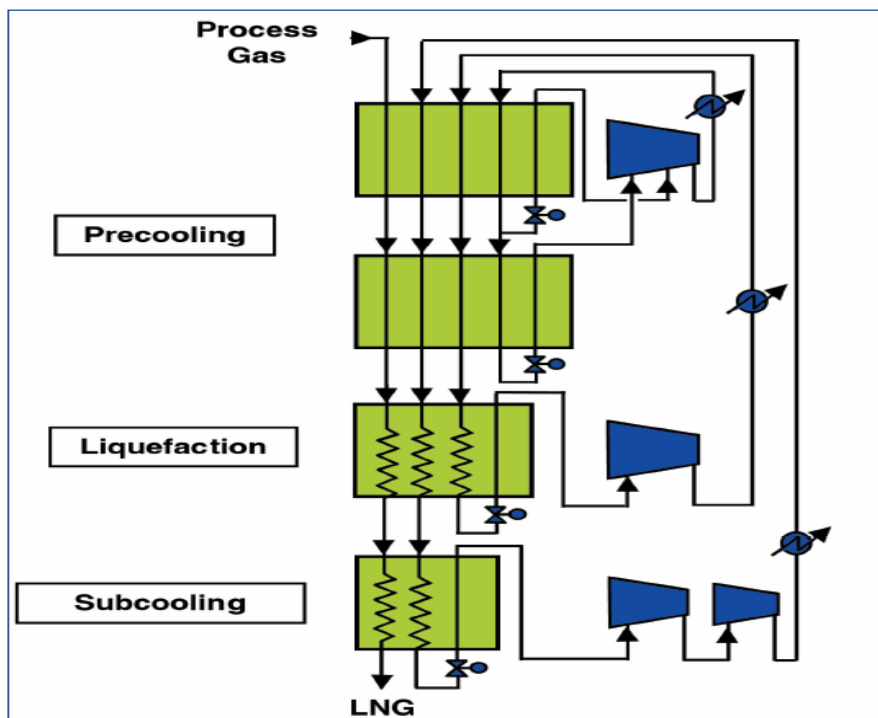 Process
Gas
Precooling
Liquefaction
Subcooling
LNG